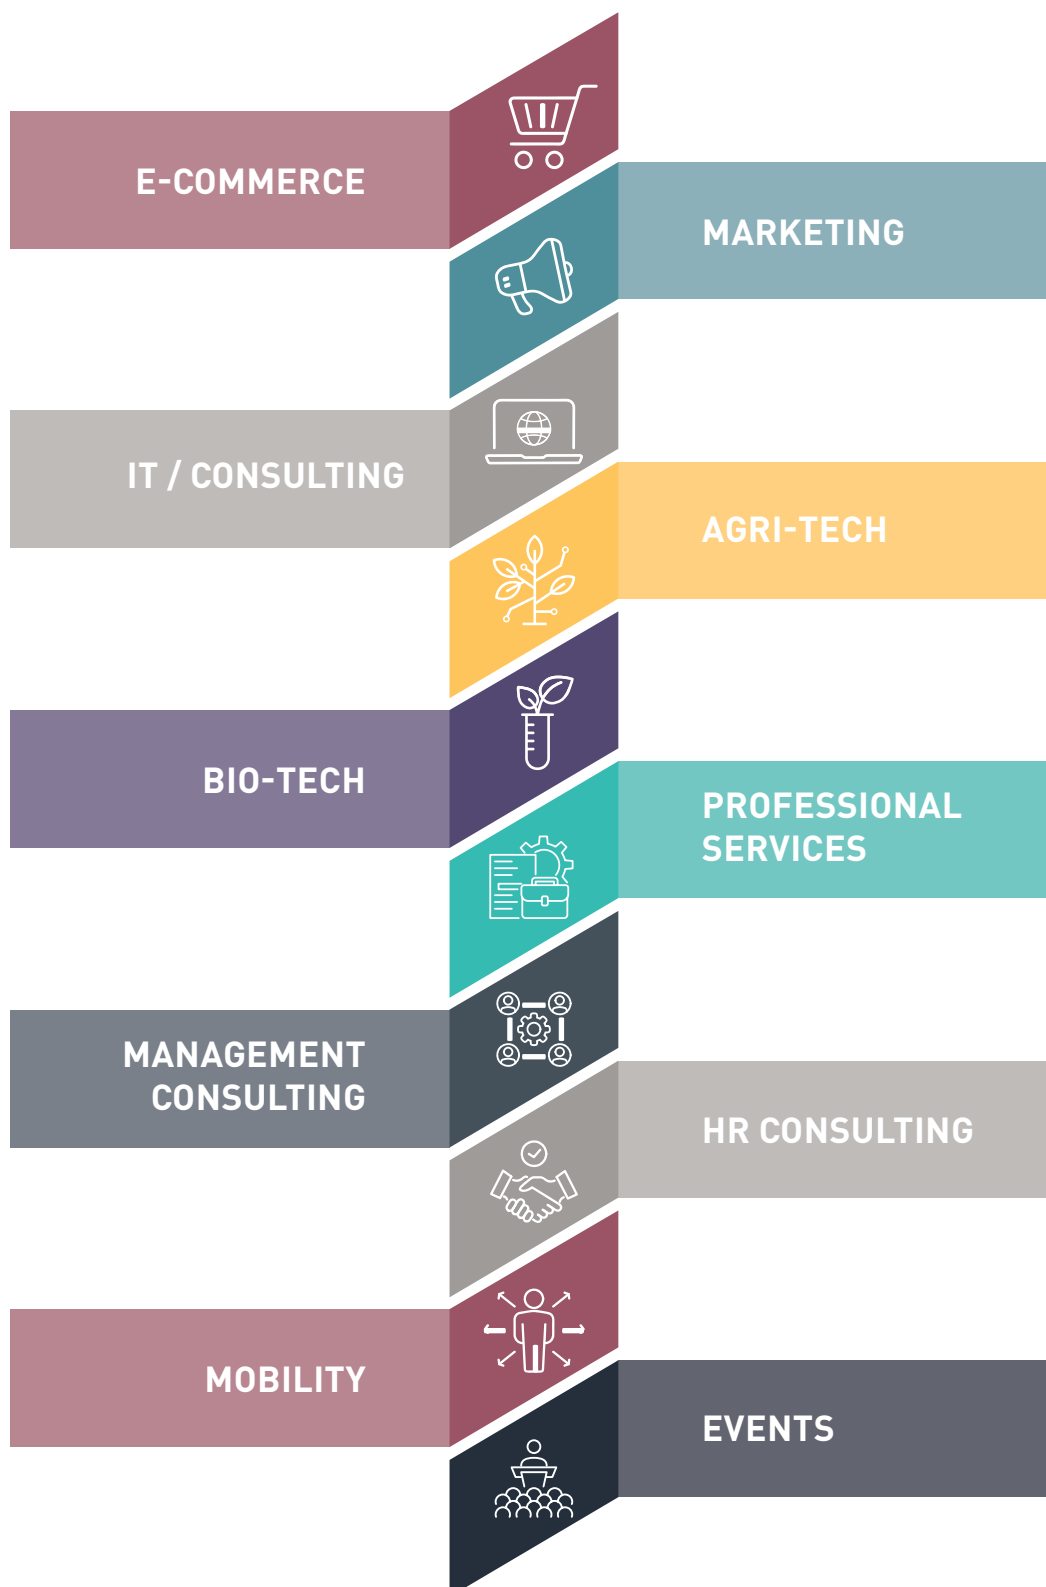 E-COMMERCE
MARKETING
IT / CONSULTING
AGRI-TECH
BIO-TECH
PROFESSIONAL
SERVICES
MANAGEMENT
CONSULTING
HR CONSULTING
MOBILITY
EVENTS